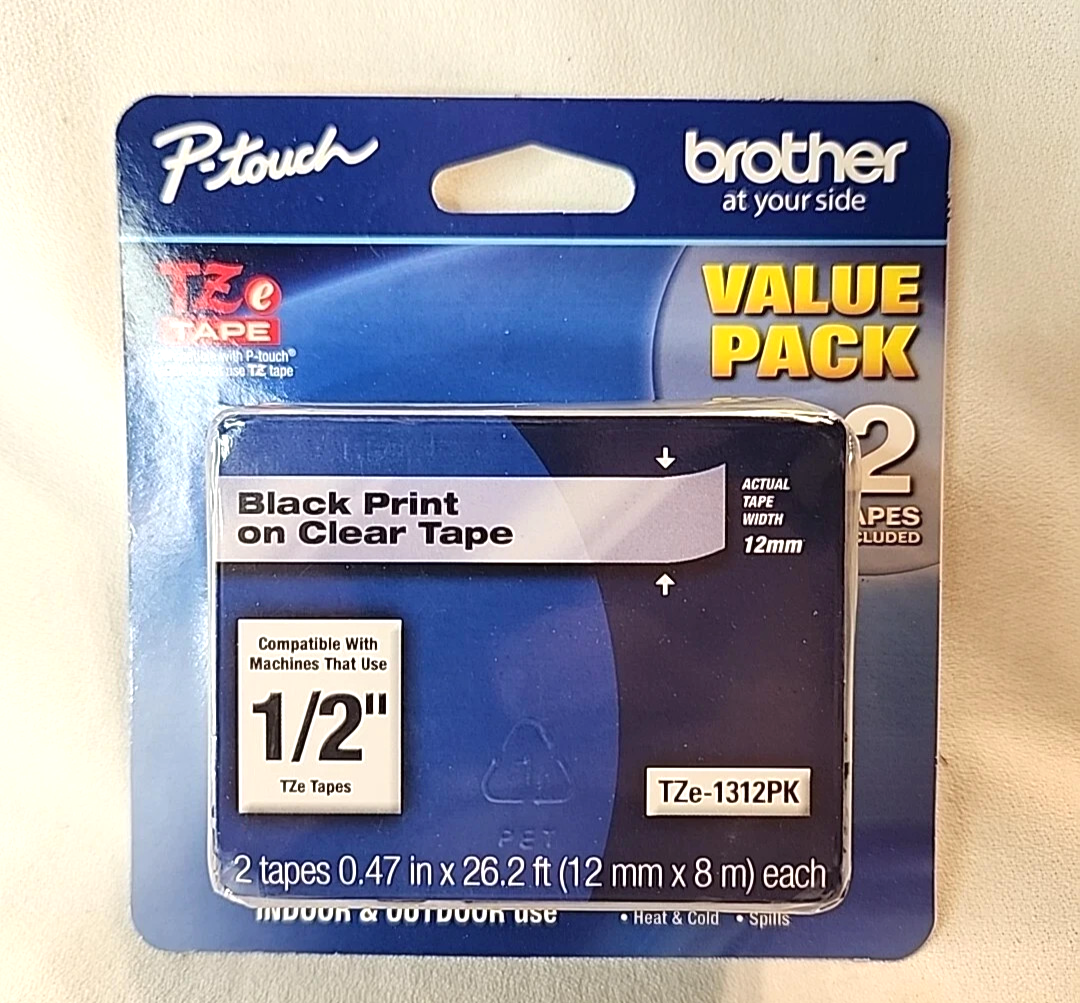 P-touch
brother
at your side
TZe
TAPE
with P-touch®
use TZ tape
VALUE
PACK
2
APES
CLUDED
Black Print
on Clear Tape
ACTUAL
TAPE
WIDTH
12mm
Compatible With
Machines That Use
1/2"
TZe Tapes
1
PET
TZe-1312PK
2 tapes 0.47 in x 26.2 ft (12 mm x 8 m) each
INDOOR & OUTDOOR use
• Heat & Cold • Spills